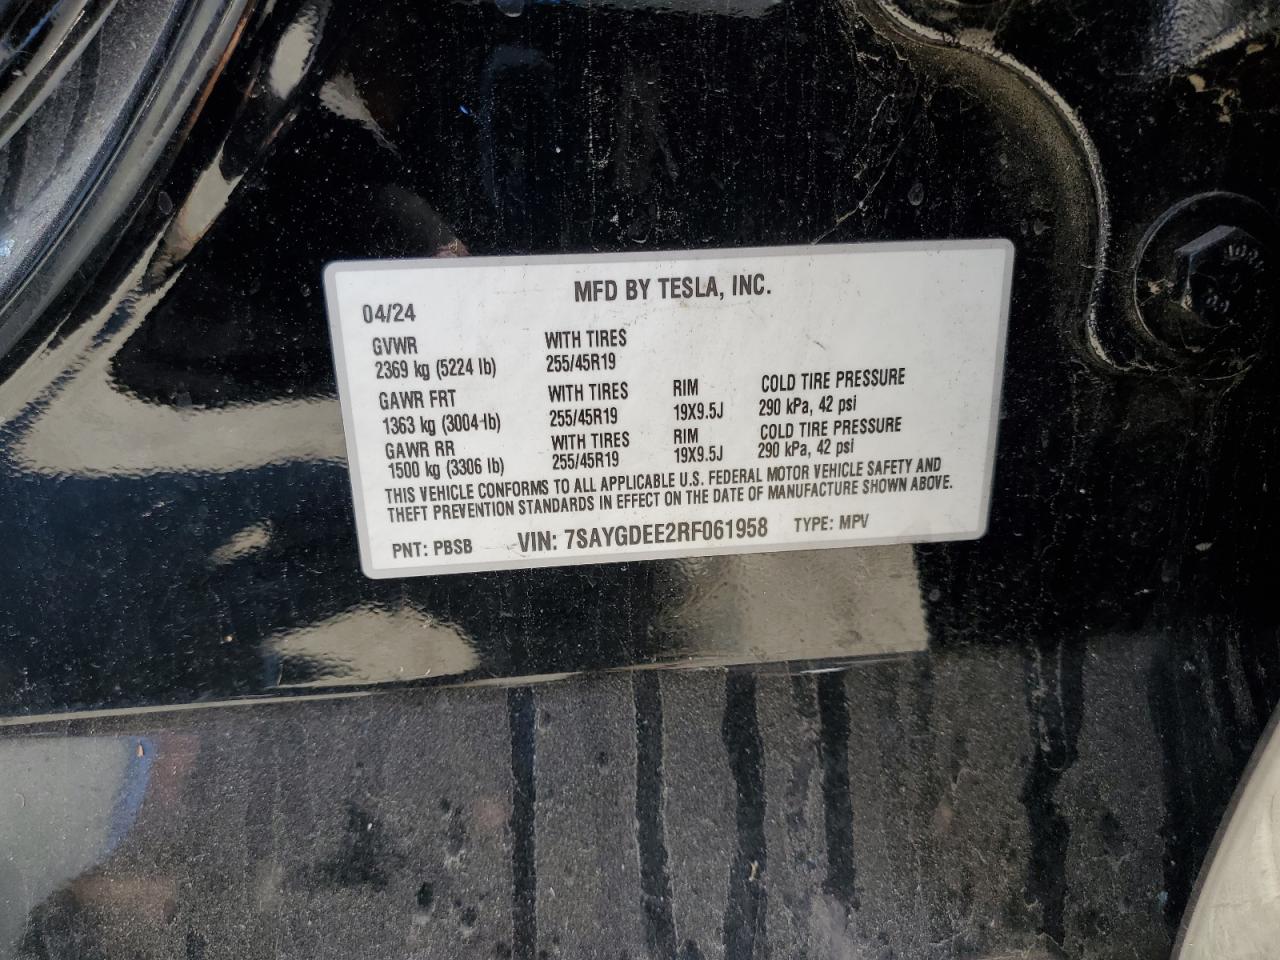 MFD BY TESLA, INC.
04/24
GVWR WITH TIRES
2369 kg (5224 lb) 255/45R19
GAWR FRT WITH TIRES RIM COLD TIRE PRESSURE
1363 kg (3004 lb) 255/45R19 19X9.5J 290 kPa, 42 psi
GAWR RR WITH TIRES RIM COLD TIRE PRESSURE
1500 kg (3306 lb) 255/45R19 19X9.5J 290 kPa, 42 psi
THIS VEHICLE CONFORMS TO ALL APPLICABLE U.S. FEDERAL MOTOR VEHICLE SAFETY AND
THEFT PREVENTION STANDARDS IN EFFECT ON THE DATE OF MANUFACTURE SHOWN ABOVE.
PNT: PBSB VIN: 7SAYGDEE2RF061958 TYPE: MPV